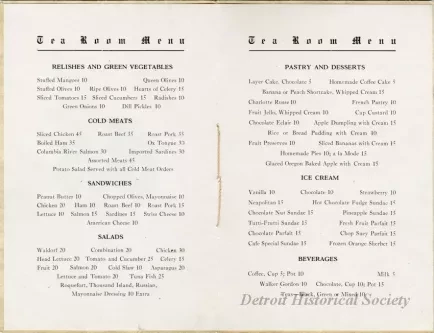 Tea Room Menu
RELISHES AND GREEN VEGETABLES
Stuffed Mangoes 10 Queen Olives 10
Stuffed Olives 10 Ripe Olives 10 Hearts of Celery 15
Sliced Tomatoes 15 Sliced Cucumbers 15 Radishes 10
Green Onions 10 Dill Pickles 10
COLD MEATS
Sliced Chicken 45 Roast Beef 35 Roast Pork 35
Boiled Ham 35 Ox Tongue 30
Columbia River Salmon 30 Imported Sardines 30
Assorted Meats 45
Potato Salad Served with all Cold Meat Orders
SANDWICHES
Peanut Butter 10 Chopped Olives, Mayonnaise 10
Chicken 20 Ham 10 Roast Beef 10 Roast Pork 15
Lettuce 10 Salmon 15 Sardines 15 Swiss Cheese 10
American Cheese 10
SALADS
Waldorf 20 Combination 20 Chicken 30
Head Lettuce 20 Tomato and Cucumber 25 Celery 15
Fruit 20 Salmon 20 Cold Slaw 10 Asparagus 20
Lettuce and Tomato 20 Tuna Fish 25
Roquefort, Thousand Island, Russian,
Mayonnaise Dressing 10 Extra
Tea Room Menu
PASTRY AND DESSERTS
Layer Cake, Chocolate 5 Homemade Coffee Cake 5
Banana or Peach Shortcake, Whipped Cream 15
Charlotte Russe 10 French Pastry 10
Fruit Jello, Whipped Cream 10 Cup Custard 10
Chocolate Eclair 10 Apple Dumpling with Cream 15
Rice or Bread Pudding with Cream 10
Fruit Preserves 10 Sliced Bananas with Cream 15
Homemade Pies 10; a la Mode 15
Glazed Oregon Baked Apple with Cream 15
ICE CREAM
Vanilla 10 Chocolate 10 Strawberry 10
Neapolitan 15 Hot Chocolate Fudge Sundae 15
Chocolate Nut Sundae 15 Pineapple Sundae 15
Tutti-Frutti Sundae 15 Fresh Fruit Parfait 15
Chocolate Parfait 15 Chop Suey Parfait 15
Cafe Special Sundae 15 Frozen Orange Sherbet 15
BEVERAGES
Coffee, Cup 5; Pot 10 Milk 5
Walker Gordon 10 Chocolate, Cup 10; Pot 15
Teas—Black, Green or Mixed 10
Detroit Historical Society